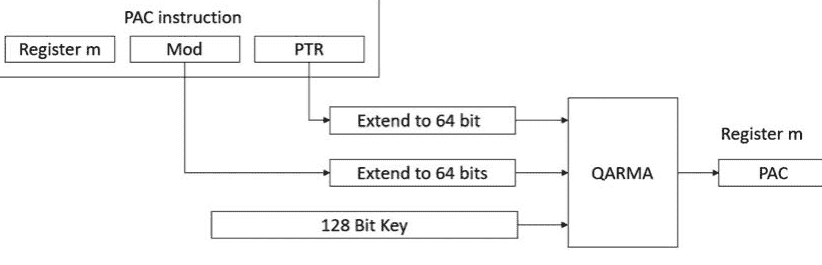 PAC instruction
Register m
Mod
PTR
Extend to 64 bit
Extend to 64 bits
128 Bit Key
QARMA
Register m
PAC